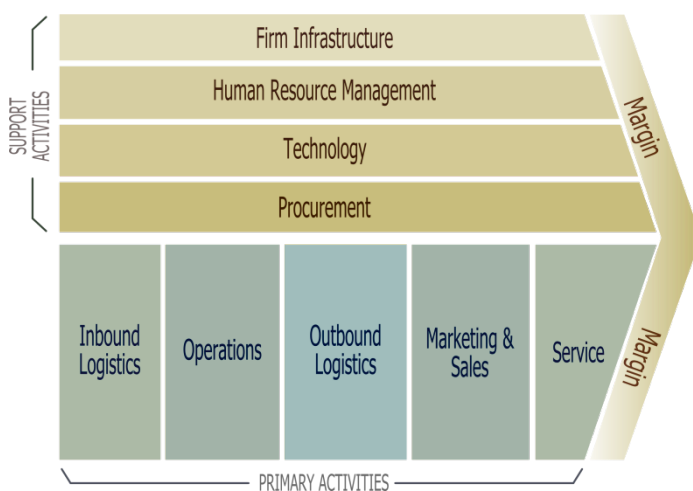 Firm Infrastructure
Human Resource Management
Technology
Procurement
SUPPORT
ACTIVITIES
Margin
Inbound
Logistics
Operations
Outbound
Logistics
Marketing &
Sales
Service
Margin
PRIMARY ACTIVITIES